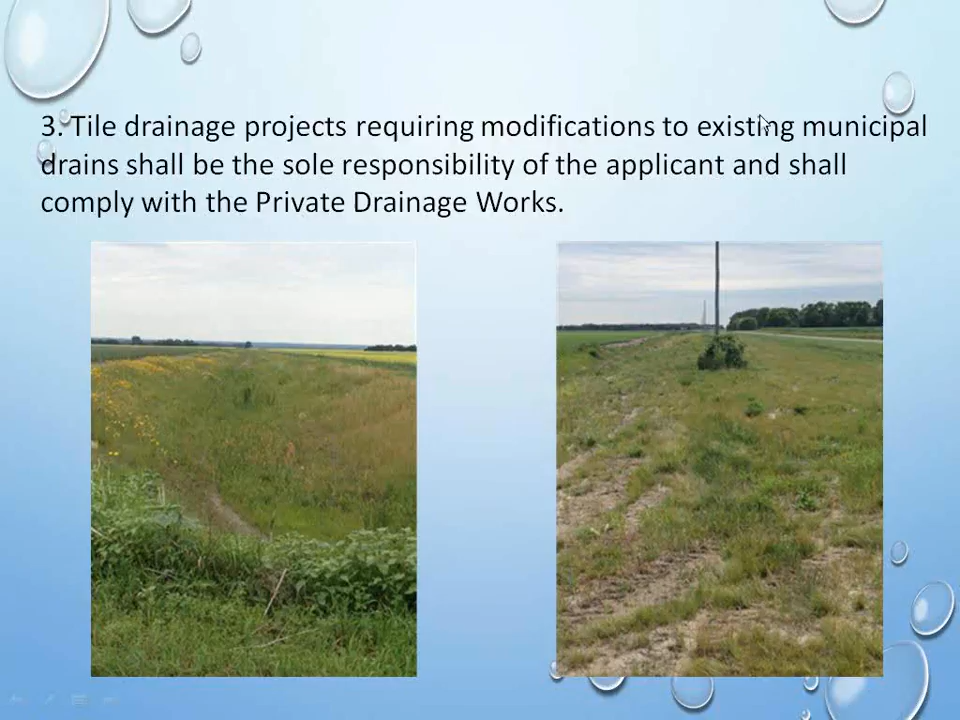 3. Tile drainage projects requiring modifications to existing municipal
drains shall be the sole responsibility of the applicant and shall
comply with the Private Drainage Works.